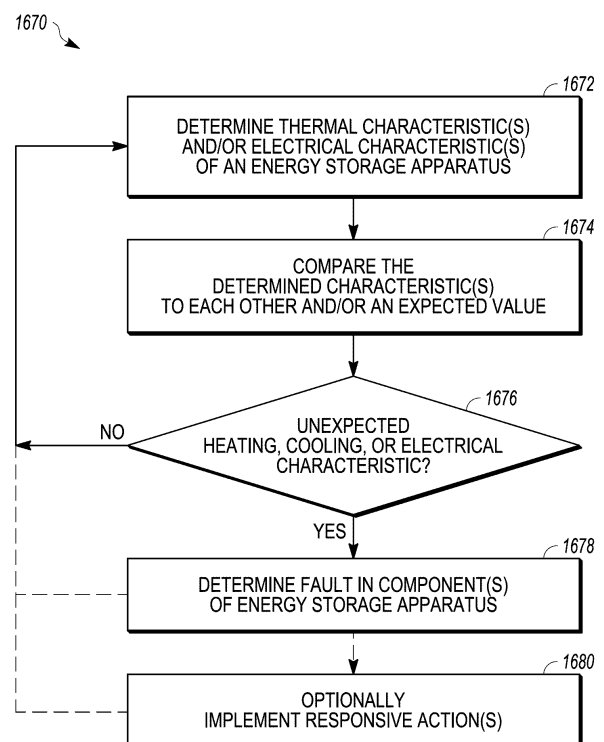 1670
1672
DETERMINE THERMAL CHARACTERISTIC(S)
AND/OR ELECTRICAL CHARACTERISTIC(S)
OF AN ENERGY STORAGE APPARATUS
1674
COMPARE THE
DETERMINED CHARACTERISTIC(S)
TO EACH OTHER AND/OR AN EXPECTED VALUE
1676
UNEXPECTED
HEATING, COOLING, OR ELECTRICAL
CHARACTERISTIC?
NO
YES
1678
DETERMINE FAULT IN COMPONENT(S)
OF ENERGY STORAGE APPARATUS
1680
OPTIONALLY
IMPLEMENT RESPONSIVE ACTION(S)